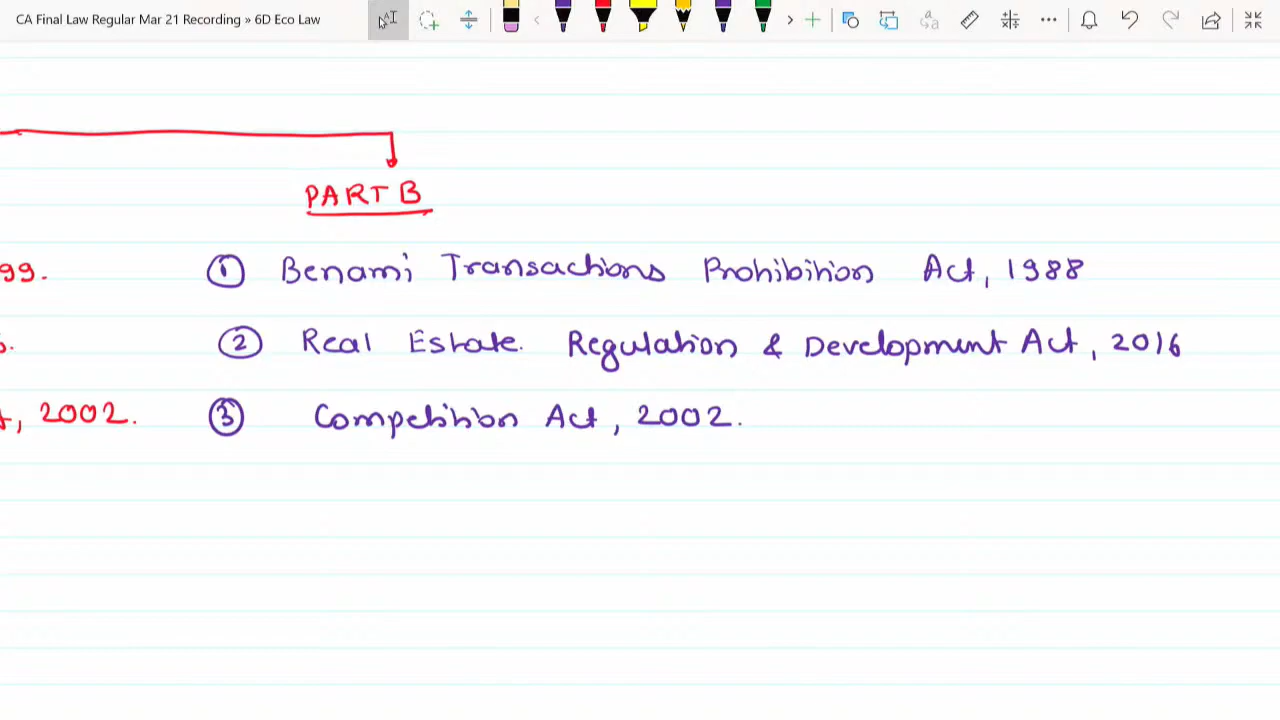 CA Final Law Regular Mar 21 Recording » 6D Eco Law
PART B
99.
① Benami Transactions Prohibition Act, 1988
② Real Estate. Regulation & Development Act, 2016
, 2002.
③ Competition Act, 2002.